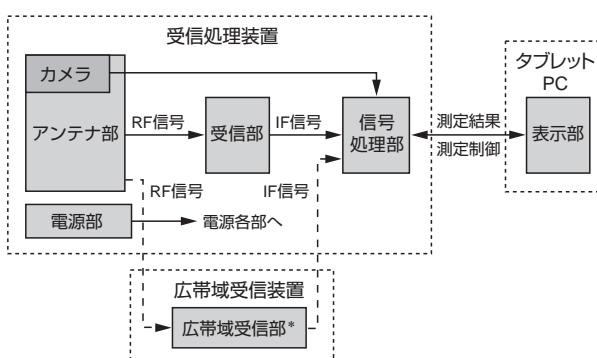 受信処理装置
カメラ
アンテナ部
RF信号
受信部
IF信号
信号
処理部
測定結果
測定制御
タブレット
PC
表示部
RF信号
IF信号
電源部
電源各部へ
広帯域受信装置
広帯域受信部*